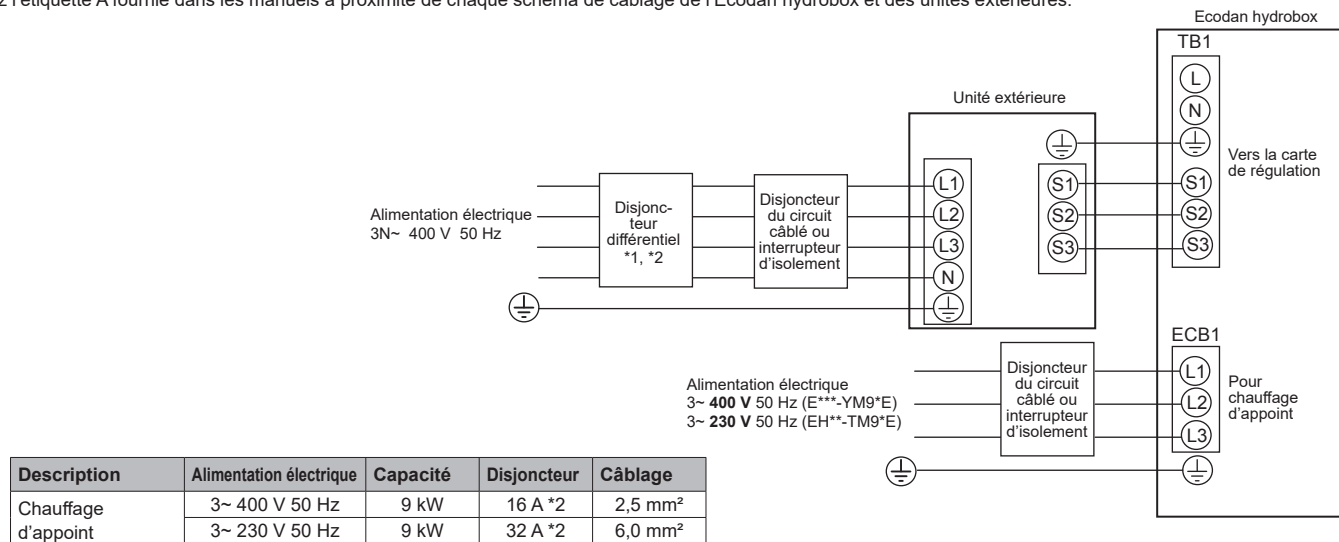 z l'étiquette A fournie dans les manuels à proximité de chaque schéma de câblage de l'Ecodan hydrobox et des unités extérieures.
Ecodan hydrobox
TB1
L
N
Unité extérieure
Vers la carte
de régulation
S1
S2
S3
S1
S2
S3
L1
L2
L3
N
Alimentation électrique
3N~ 400 V 50 Hz
Disjonc-
teur
différentiel
*1, *2
Disjoncteur
du circuit
câblé ou
interrupteur
d'isolement
ECB1
L1
L2
L3
Pour
chauffage
d'appoint
Disjoncteur
du circuit
câblé ou
interrupteur
d'isolement
Alimentation électrique
3~ 400 V 50 Hz (E***-YM9*E)
3~ 230 V 50 Hz (EH**-TM9*E)
Description Alimentation électrique Capacité Disjoncteur Câblage
Chauffage
d'appoint
3~ 400 V 50 Hz 9 kW 16 A *2 2,5 mm²
3~ 230 V 50 Hz 9 kW 32 A *2 6,0 mm²